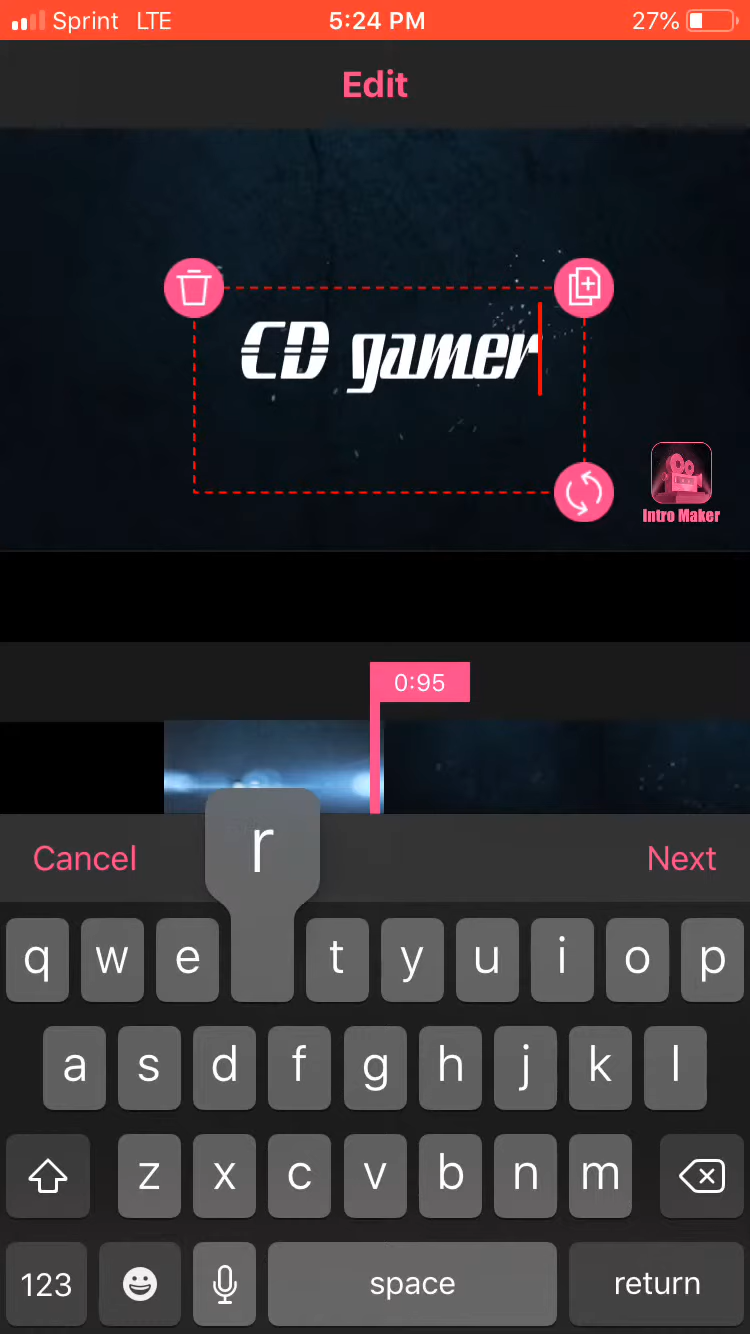 Sprint LTE 5:24 PM 27%
Edit
CD gamer
Intro Maker
0:95
Cancel r Next
q w e t y u i o p
a s d f g h j k l
z x c v b n m
123 space return